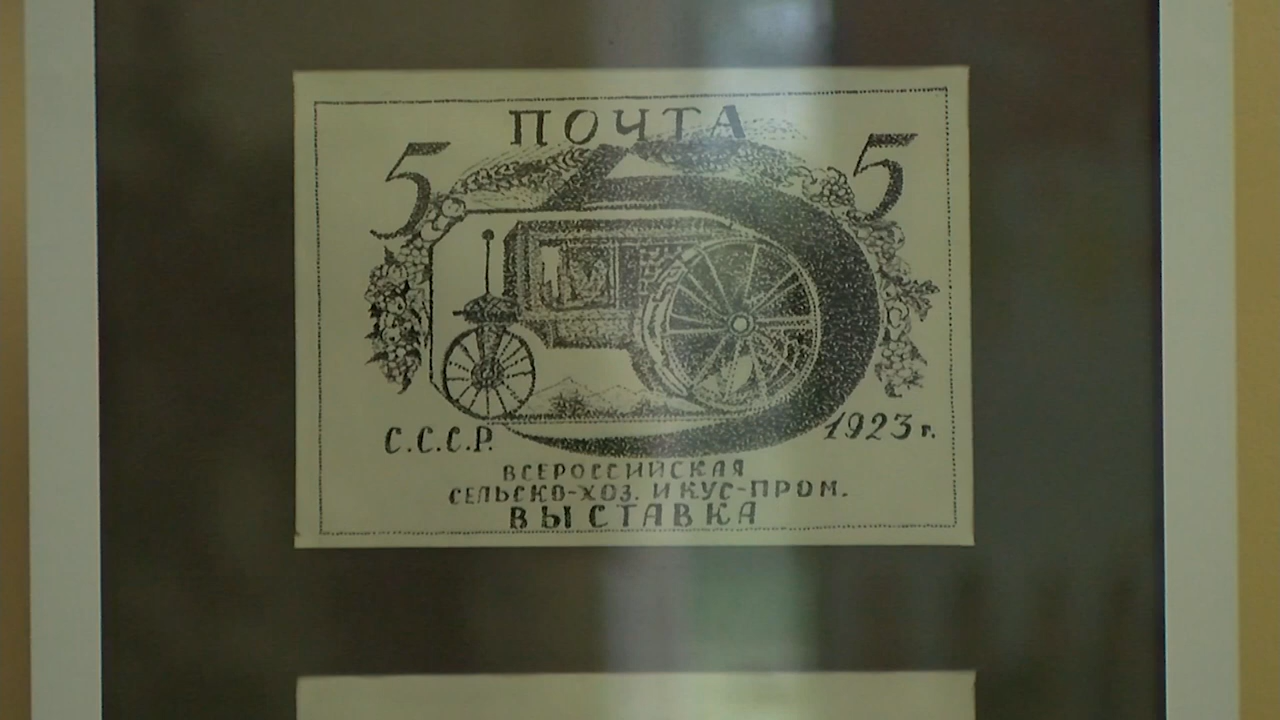 ПОЧТА
5 5
С.С.С.Р. 1923 г.
ВСЕРОССИЙСКАЯ
СЕЛЬСКО-ХОЗ. И КУС-ПРОМ.
ВЫСТАВКА